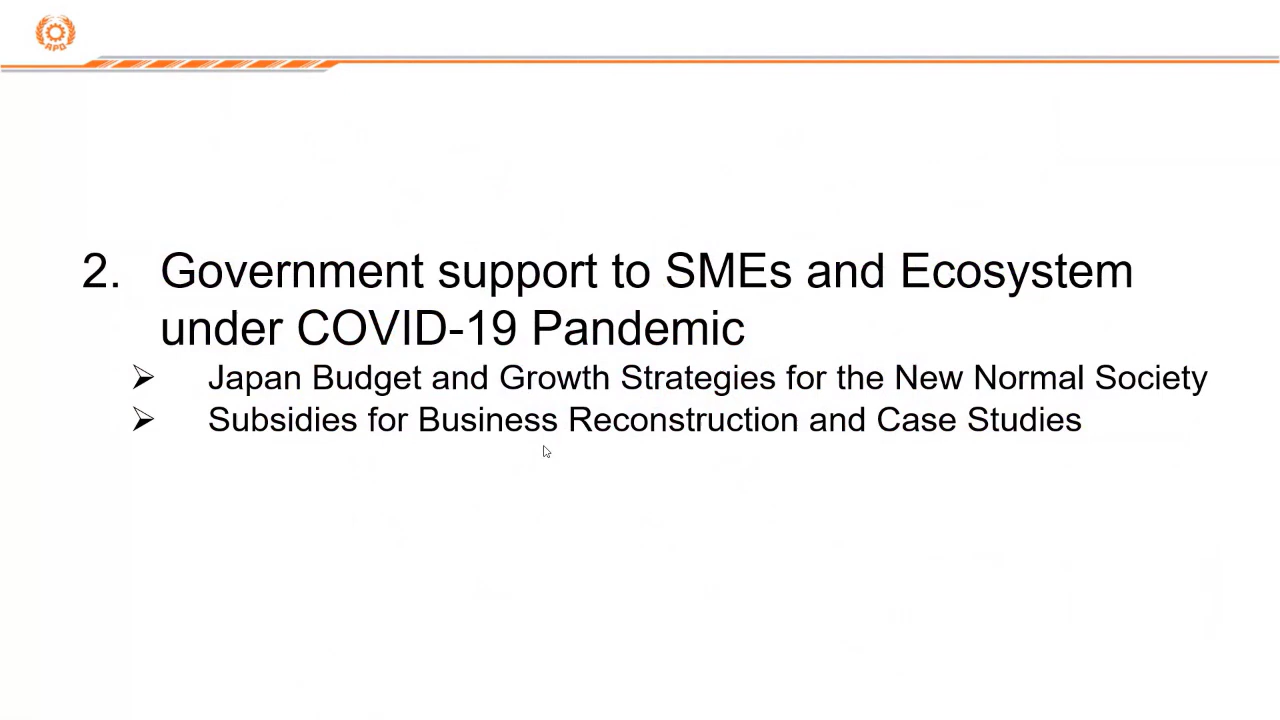 APO
2. Government support to SMEs and Ecosystem
under COVID-19 Pandemic
Japan Budget and Growth Strategies for the New Normal Society
Subsidies for Business Reconstruction and Case Studies